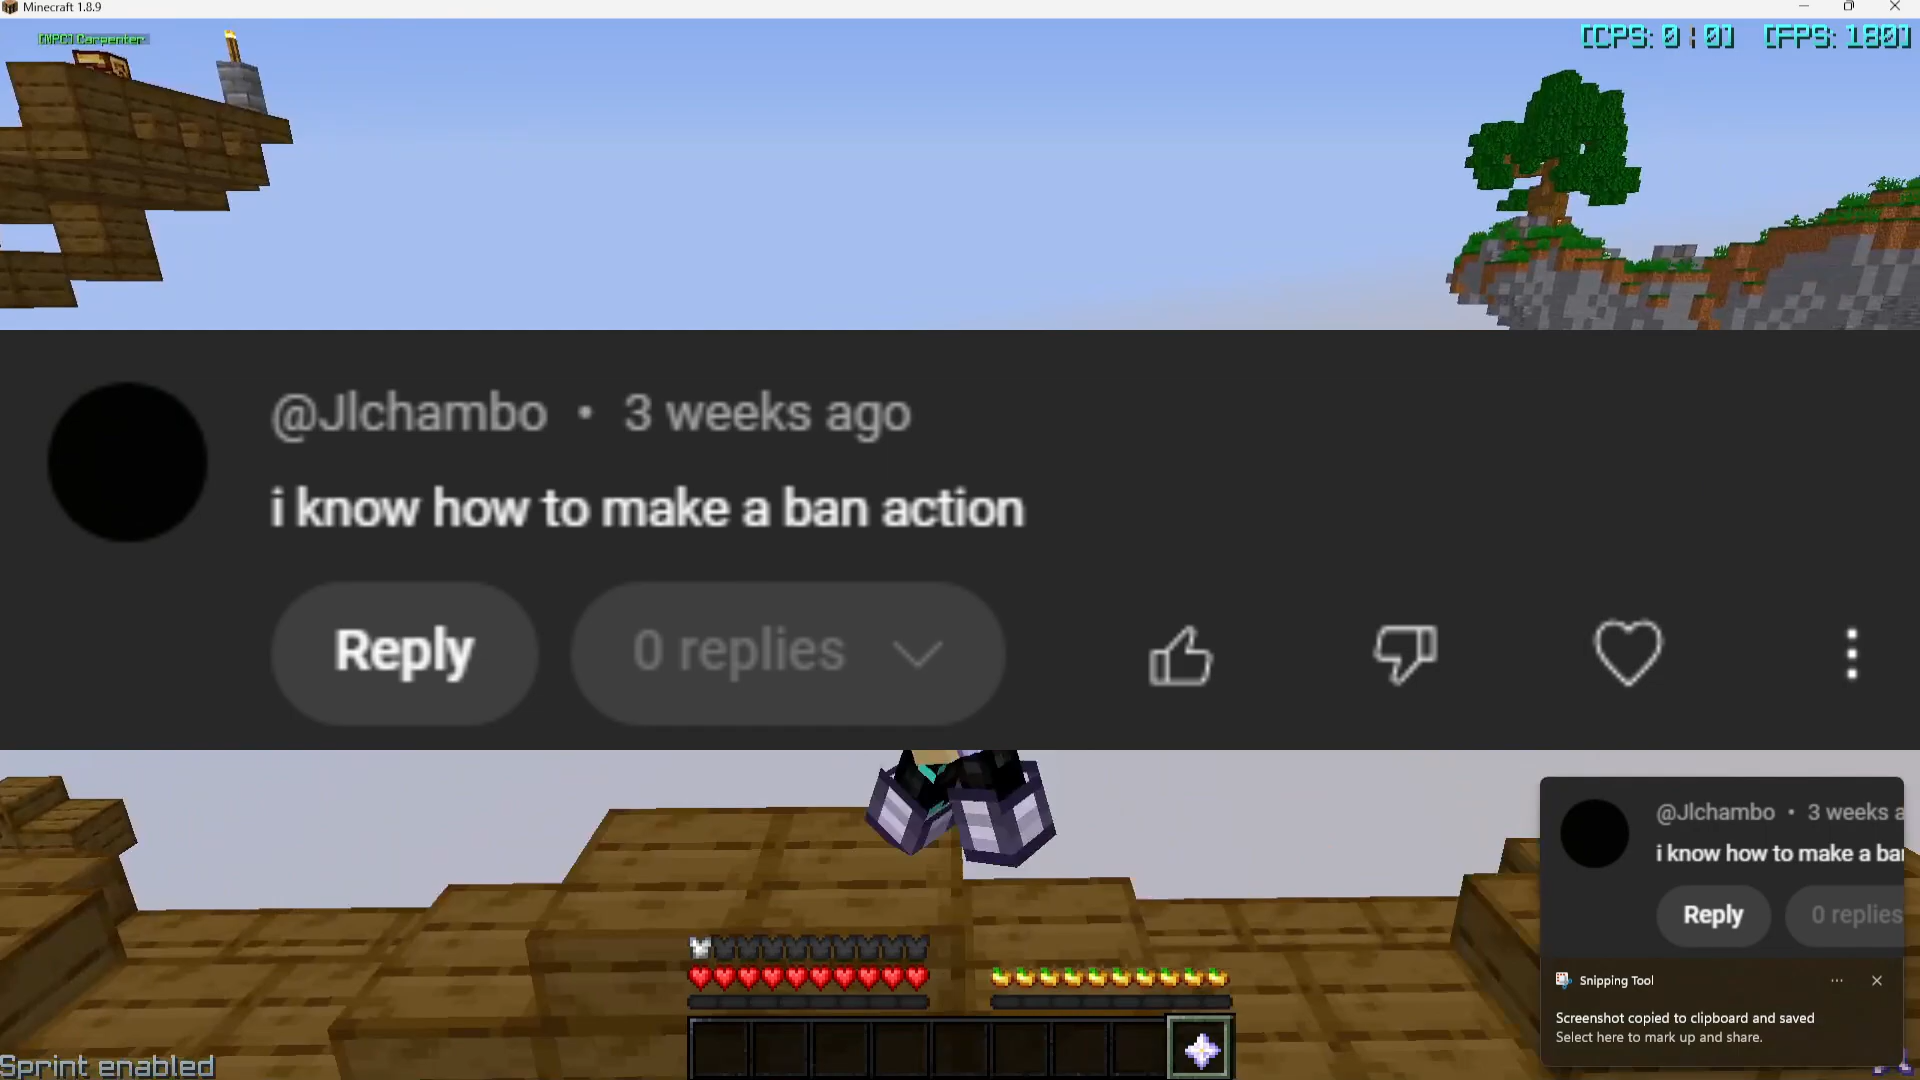 Minecraft 1.8.9
[NPC] Carpenter
[CPS: 0 | 0] [FPS: 180]
@Jlchambo • 3 weeks ago
i know how to make a ban action
Reply
0 replies
@Jlchambo • 3 weeks a
i know how to make a ba
Reply
0 replies
Snipping Tool
Screenshot copied to clipboard and saved
Select here to mark up and share.
Sprint enabled